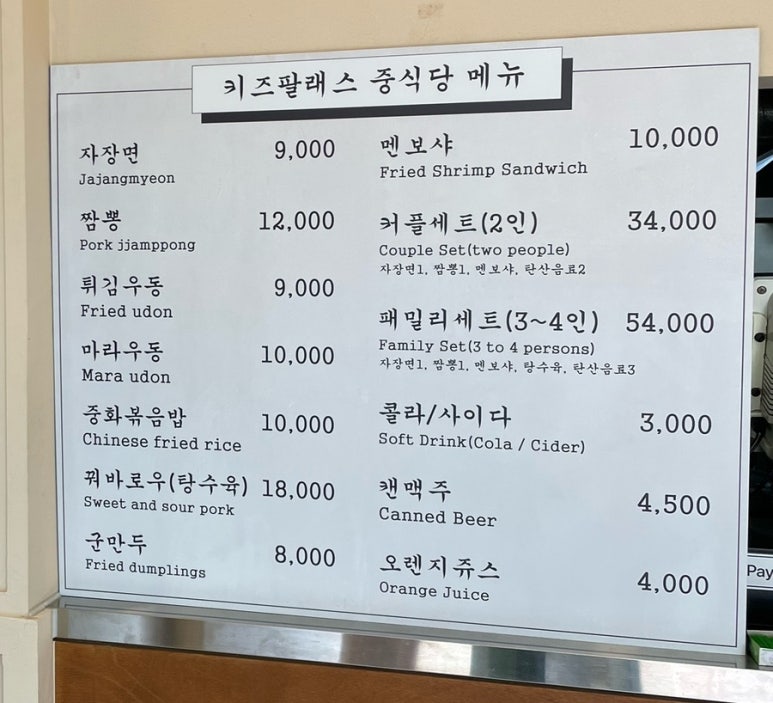 키즈팔래스 중식당 메뉴
자장면 9,000
Jajangmyeon
짬뽕 12,000
Pork jjamppong
튀김우동 9,000
Fried udon
마라우동 10,000
Mara udon
중화볶음밥 10,000
Chinese fried rice
꿔바로우(탕수육) 18,000
Sweet and sour pork
군만두 8,000
Fried dumplings
멘보샤 10,000
Fried Shrimp Sandwich
커플세트(2인) 34,000
Couple Set(two people)
자장면1, 짬뽕1, 멘보샤, 탄산음료2
패밀리세트(3~4인) 54,000
Family Set(3 to 4 persons)
자장면1, 짬뽕1, 멘보샤, 탕수육, 탄산음료3
콜라/사이다 3,000
Soft Drink(Cola / Cider)
캔맥주 4,500
Canned Beer
오렌지쥬스 4,000
Orange Juice
Pay